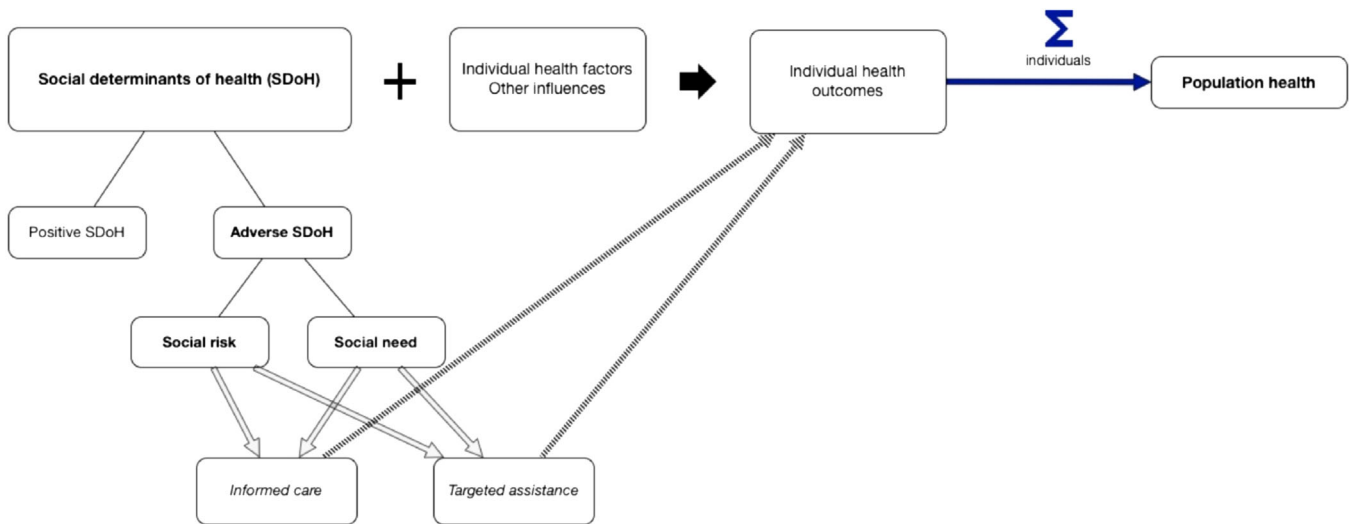 Social determinants of health (SDoH)
+
Individual health factors
Other influences
Individual health
outcomes
Σ
individuals
Population health
Positive SDoH
Adverse SDoH
Social risk
Social need
Informed care
Targeted assistance